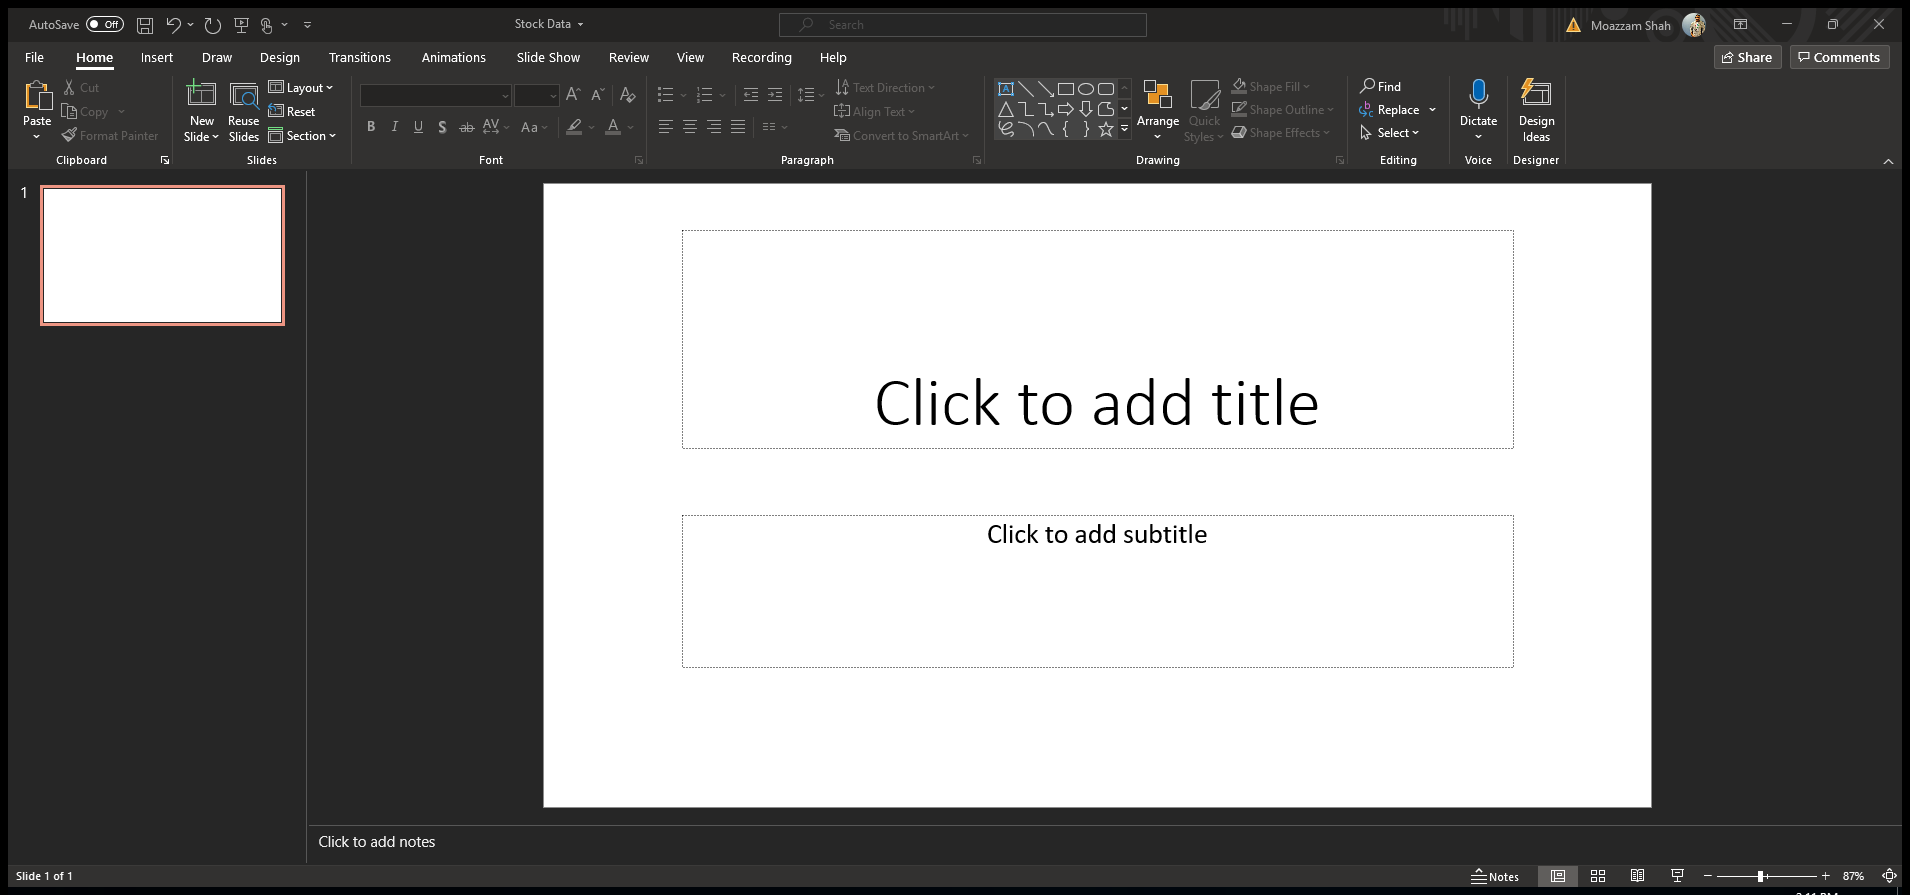 AutoSave Off
Stock Data
Search
Moazzam Shah
File Home Insert Draw Design Transitions Animations Slide Show Review View Recording Help
Share Comments
Paste
Cut
Copy
Format Painter
Clipboard
New
Slide
Reuse
Slides
Layout
Reset
Section
Slides
B I U S ab AV Aa A
Font
Text Direction
Align Text
Convert to SmartArt
Paragraph
Arrange
Quick
Styles
Shape Fill
Shape Outline
Shape Effects
Drawing
Find
Replace
Select
Editing
Dictate
Voice
Design
Ideas
Designer
1
Click to add title
Click to add subtitle
Click to add notes
Slide 1 of 1
Notes
87%